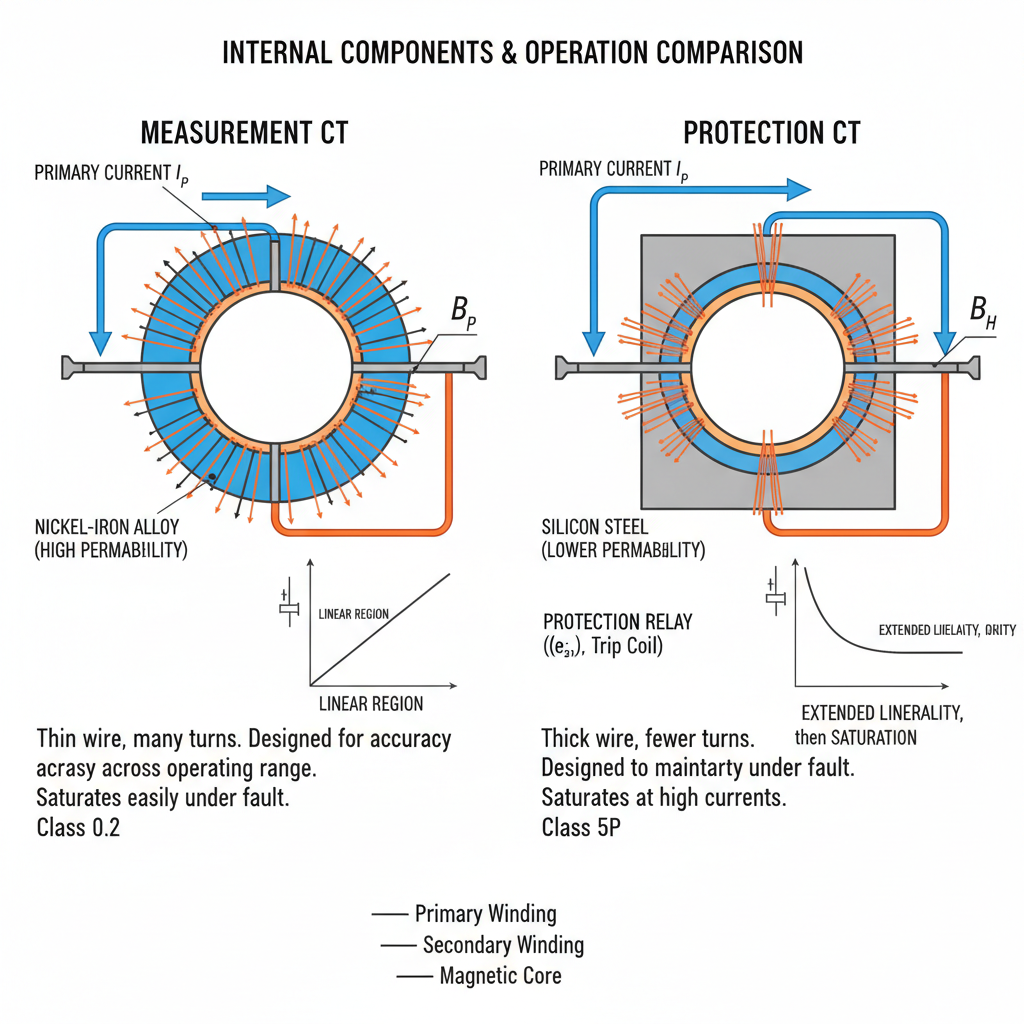 INTERNAL COMPONENTS & OPERATION COMPARISON
MEASUREMENT CT
PRIMARY CURRENT Ip
Bp
NICKEL-IRON ALLOY
(HIGH PERMABILITY)
LINEAR REGION
LINEAR REGION
Thin wire, many turns. Designed for accuracy
acrasy across operating range.
Saturates easily under fault.
Class 0.2
PROTECTION CT
PRIMARY CURRENT Ip
BH
SILICON STEEL
(LOWER PERMABILITY)
PROTECTION RELAY
Trip Coil)
EXTENDED
EXTENDED LINERALITY,
then SATURATION
Thick wire, fewer turns.
Designed to maintarty under fault.
Saturates at high currents.
Class 5P
Primary Winding
Secondary Winding
Magnetic Core